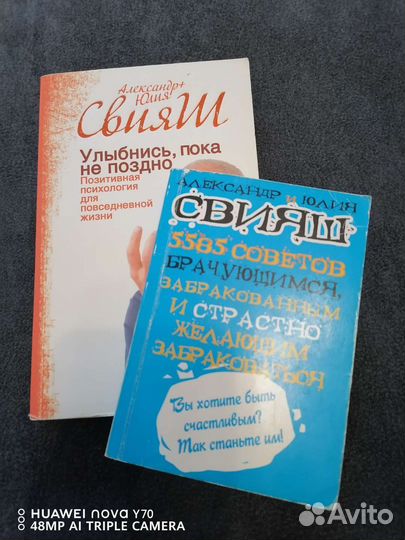 Александр+
Юлия
СвияШ
Улыбнись, пока
не поздно
Позитивная
психология
для
повседневной
жизни
АЛЕКСАНДР И ЮЛИЯ
СВИЯШ
5585 СОВЕТОВ
БРАЧУЮЩИМСЯ,
ЗАБРАКОВАННЫМ
И СТРАСТНО
ЖЕЛАЮЩИМ
ЗАБРАКОВАТЬСЯ
Вы хотите быть
счастливым?
Так станьте им!
HUAWEI nova Y70
48MP AI TRIPLE CAMERA
Avito